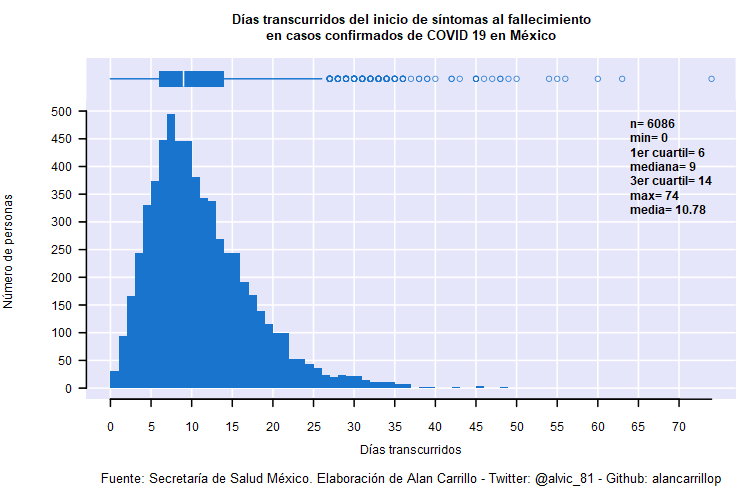 Días transcurridos del inicio de síntomas al fallecimiento
en casos confirmados de COVID 19 en México
n= 6086
min= 0
1er cuartil= 6
mediana= 9
3er cuartil= 14
max= 74
media= 10.78
Número de personas
500
450
400
350
300
250
200
150
100
50
0
0 5 10 15 20 25 30 35 40 45 50 55 60 65 70
Días transcurridos
Fuente: Secretaría de Salud México. Elaboración de Alan Carrillo - Twitter: @alvic_81 - Github: alancarrillop